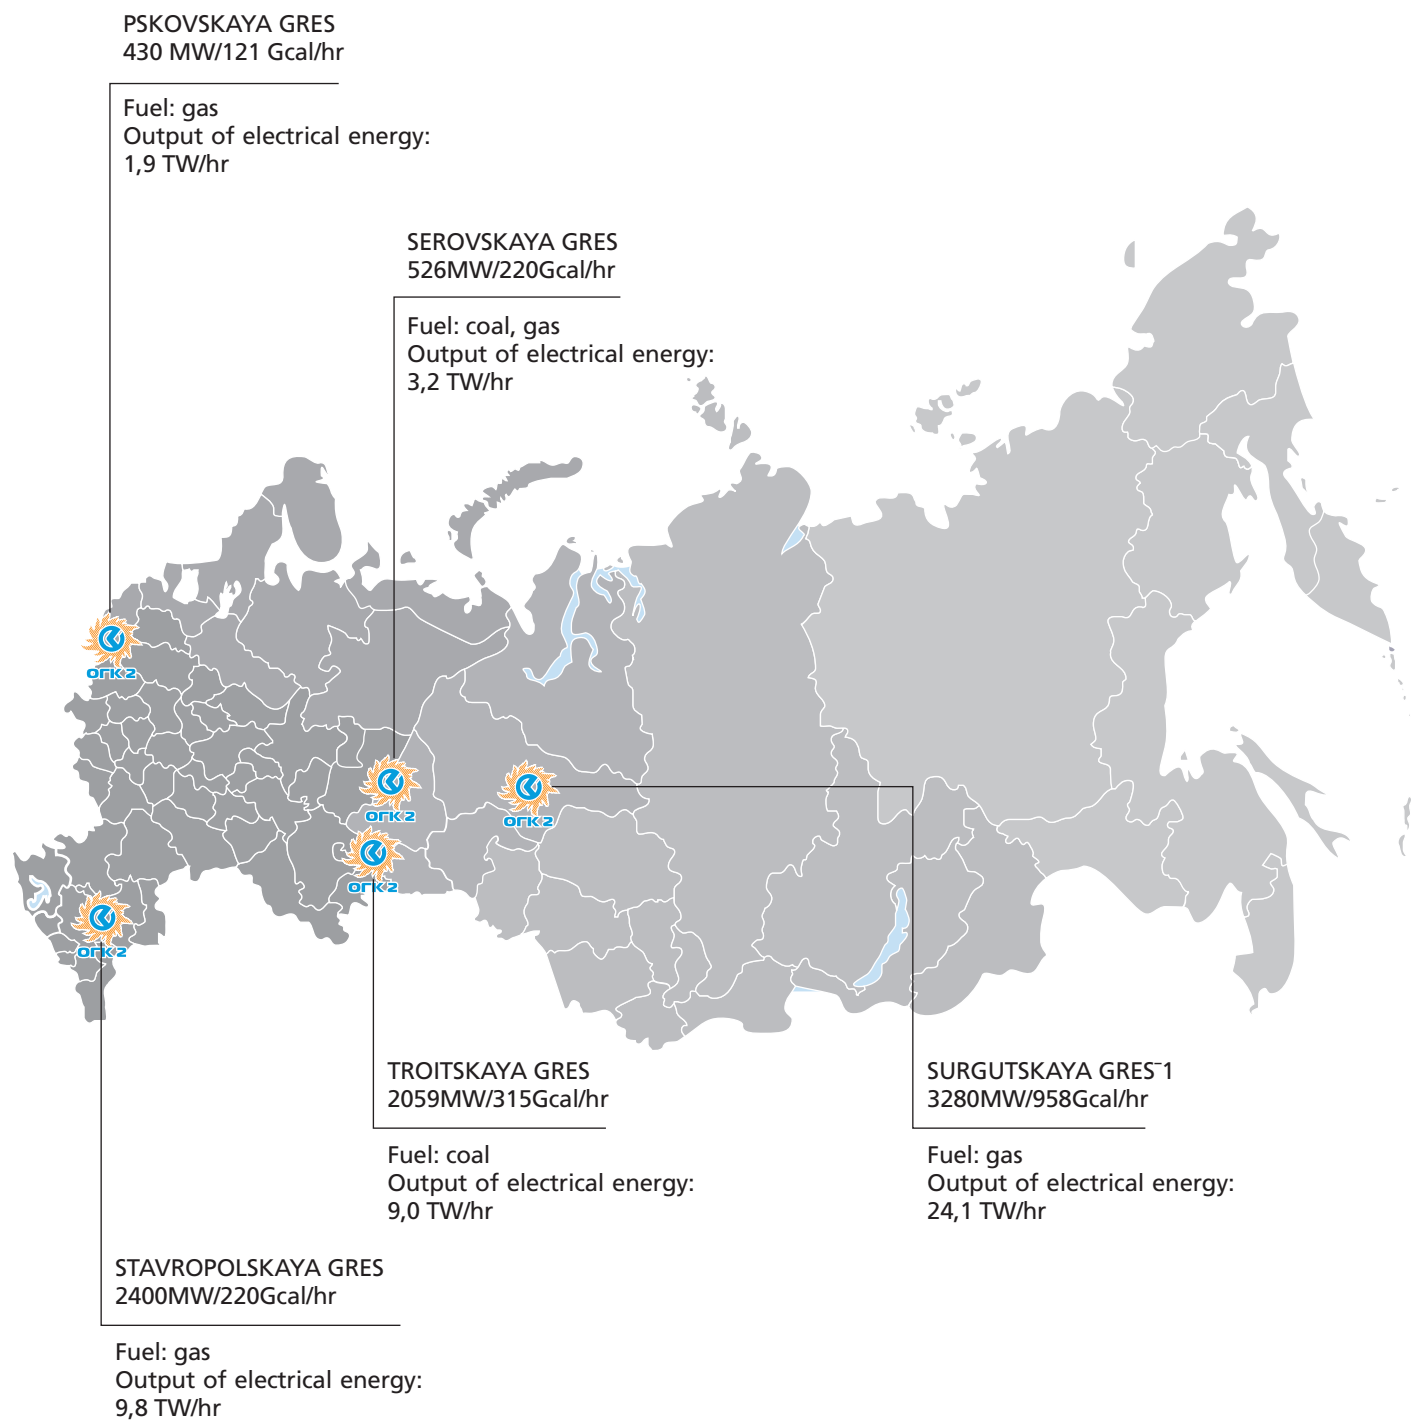 PSKOVSKAYA GRES
430 MW/121 Gcal/hr
Fuel: gas
Output of electrical energy:
1,9 TW/hr
SEROVSKAYA GRES
526MW/220Gcal/hr
Fuel: coal, gas
Output of electrical energy:
3,2 TW/hr
ОГК 2
ОГК 2
ОГК 2
ОГК 2
ОГК 2
TROITSKAYA GRES
2059MW/315Gcal/hr
Fuel: coal
Output of electrical energy:
9,0 TW/hr
SURGUTSKAYA GRES‾1
3280MW/958Gcal/hr
Fuel: gas
Output of electrical energy:
24,1 TW/hr
STAVROPOLSKAYA GRES
2400MW/220Gcal/hr
Fuel: gas
Output of electrical energy:
9,8 TW/hr